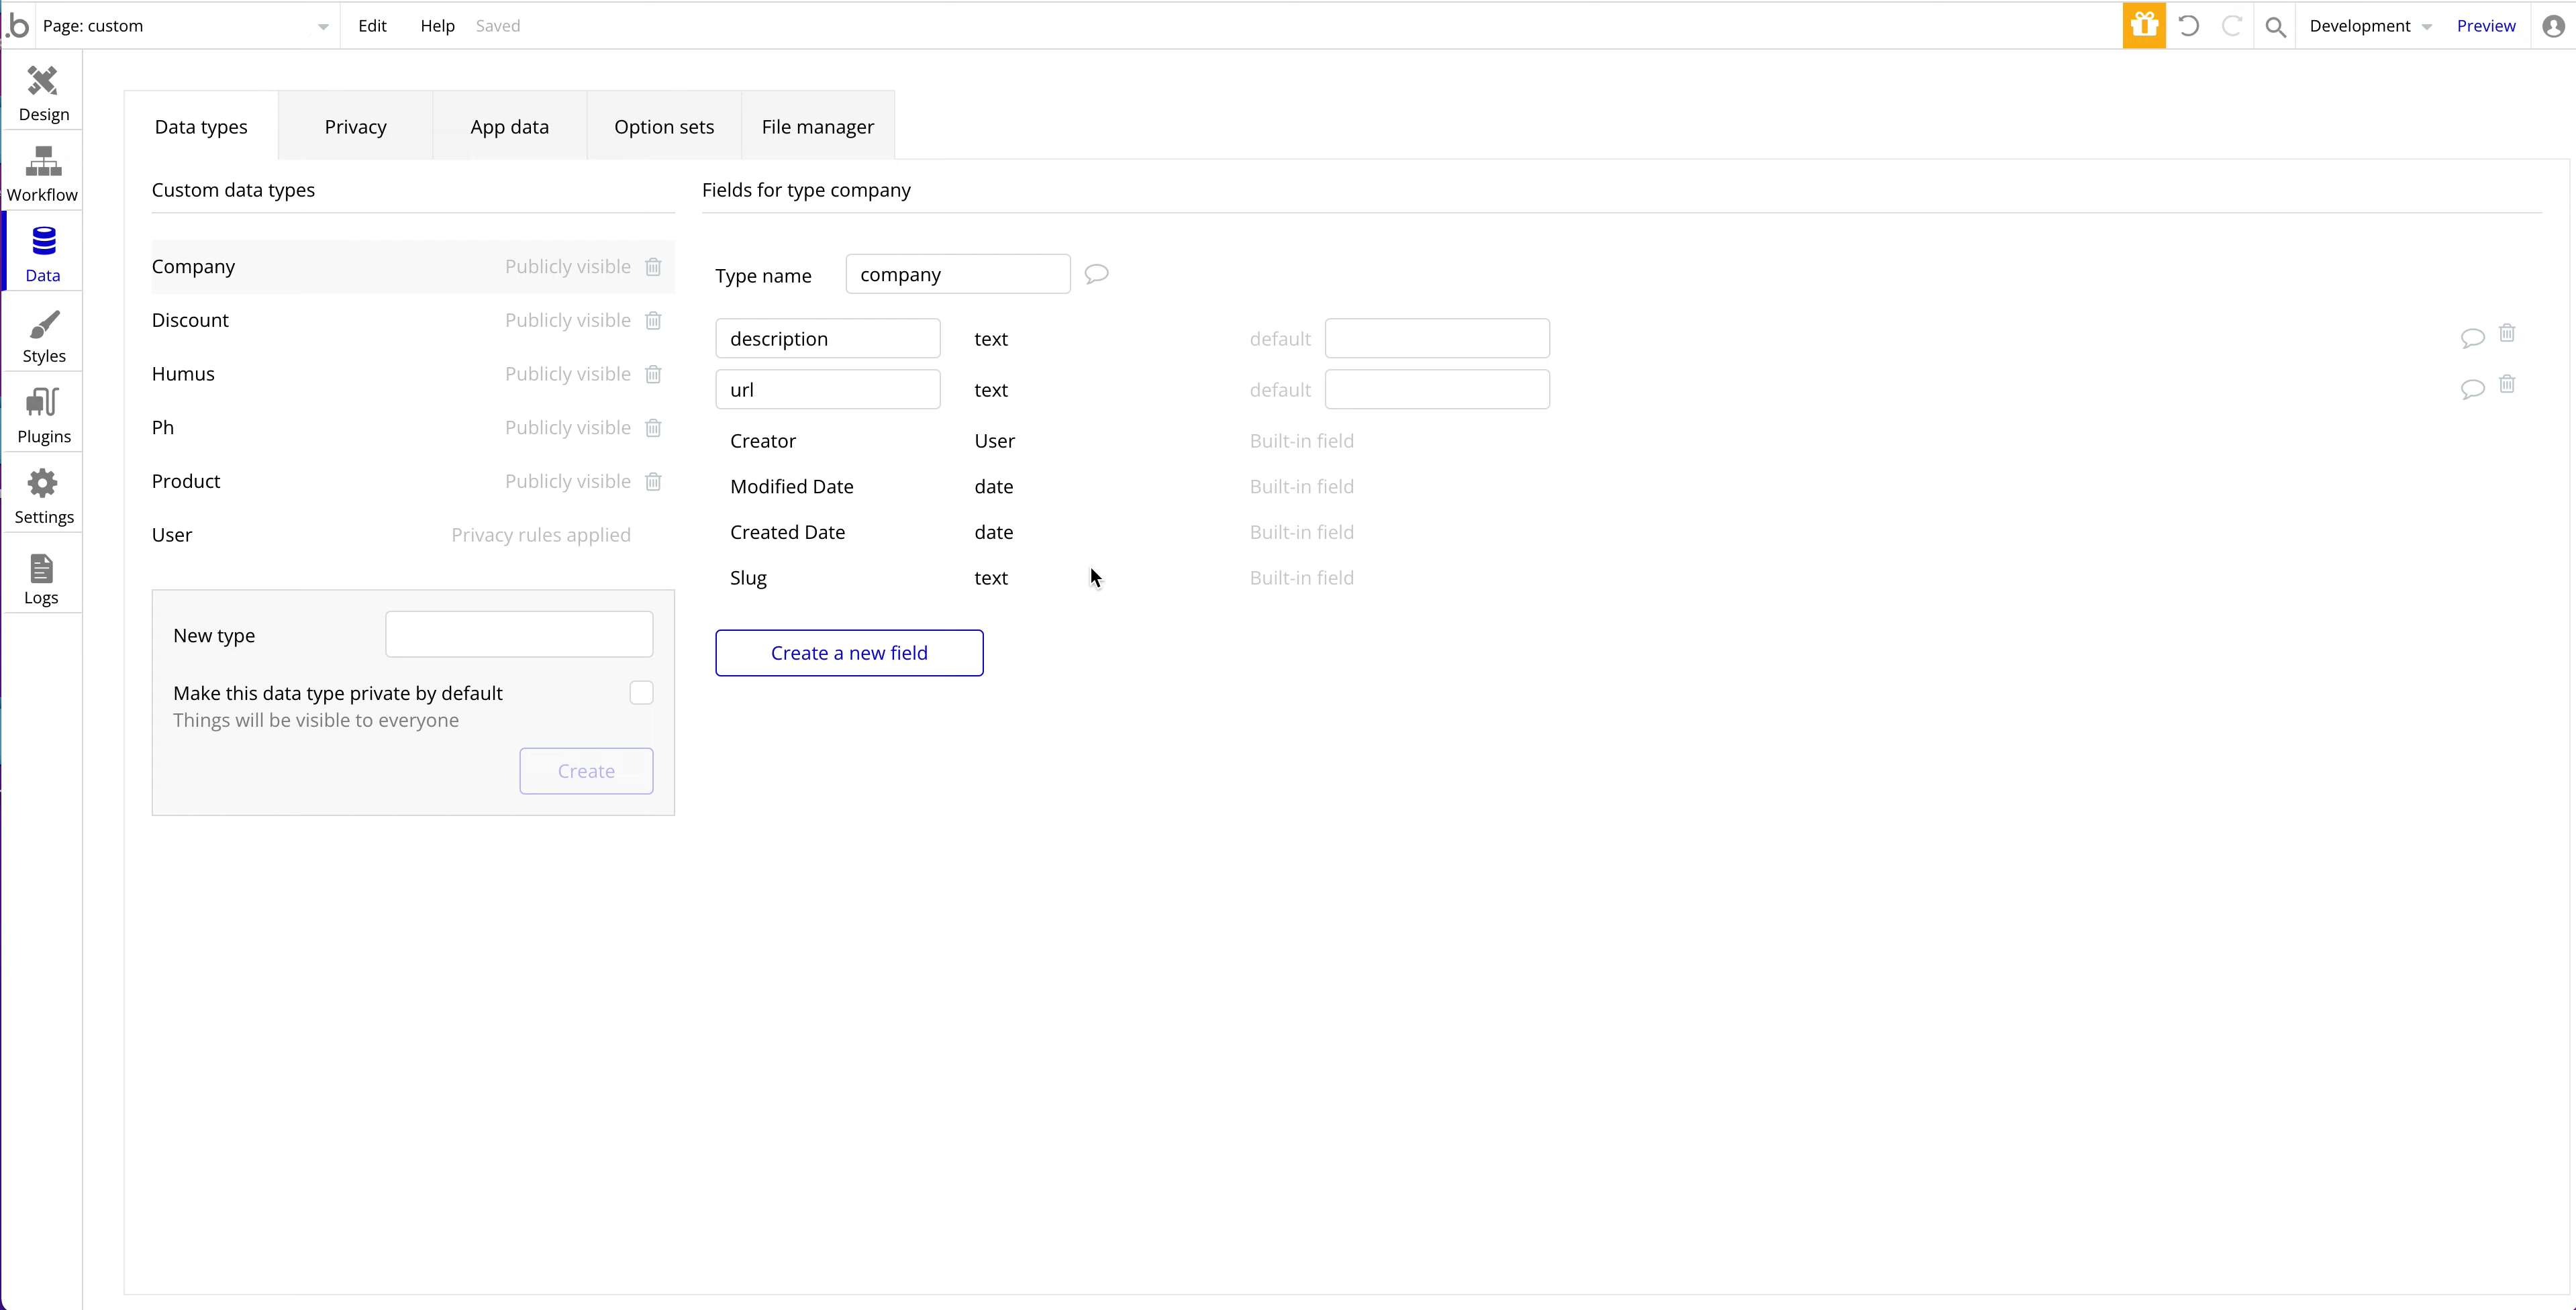 .b Page: custom Edit Help Saved Development Preview
Design
Workflow
Data
Styles
Plugins
Settings
Logs
Data types Privacy App data Option sets File manager
Custom data types
Company Publicly visible
Discount Publicly visible
Humus Publicly visible
Ph Publicly visible
Product Publicly visible
User Privacy rules applied
New type
Make this data type private by default
Things will be visible to everyone
Create
Fields for type company
Type name company
description text default
url text default
Creator User Built-in field
Modified Date date Built-in field
Created Date date Built-in field
Slug text Built-in field
Create a new field